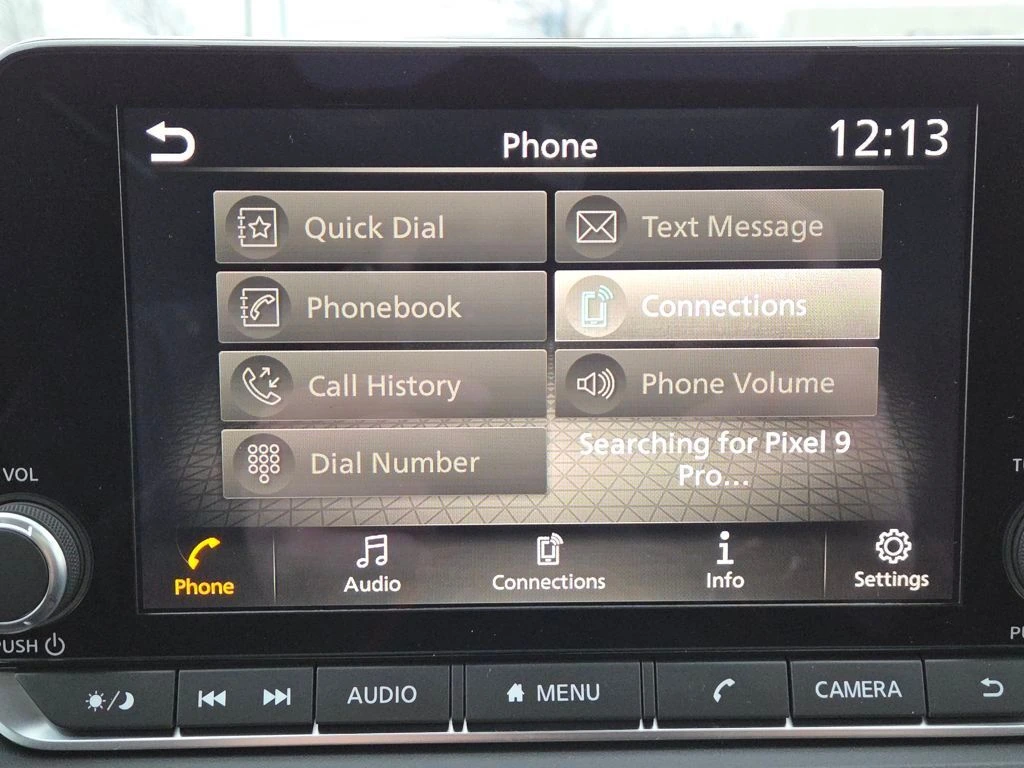 Phone
12:13
Quick Dial
Text Message
Phonebook
Connections
Call History
Phone Volume
Dial Number
Searching for Pixel 9
Pro...
Phone
Audio
Connections
Info
Settings
VOL
PUSH
AUDIO
MENU
CAMERA